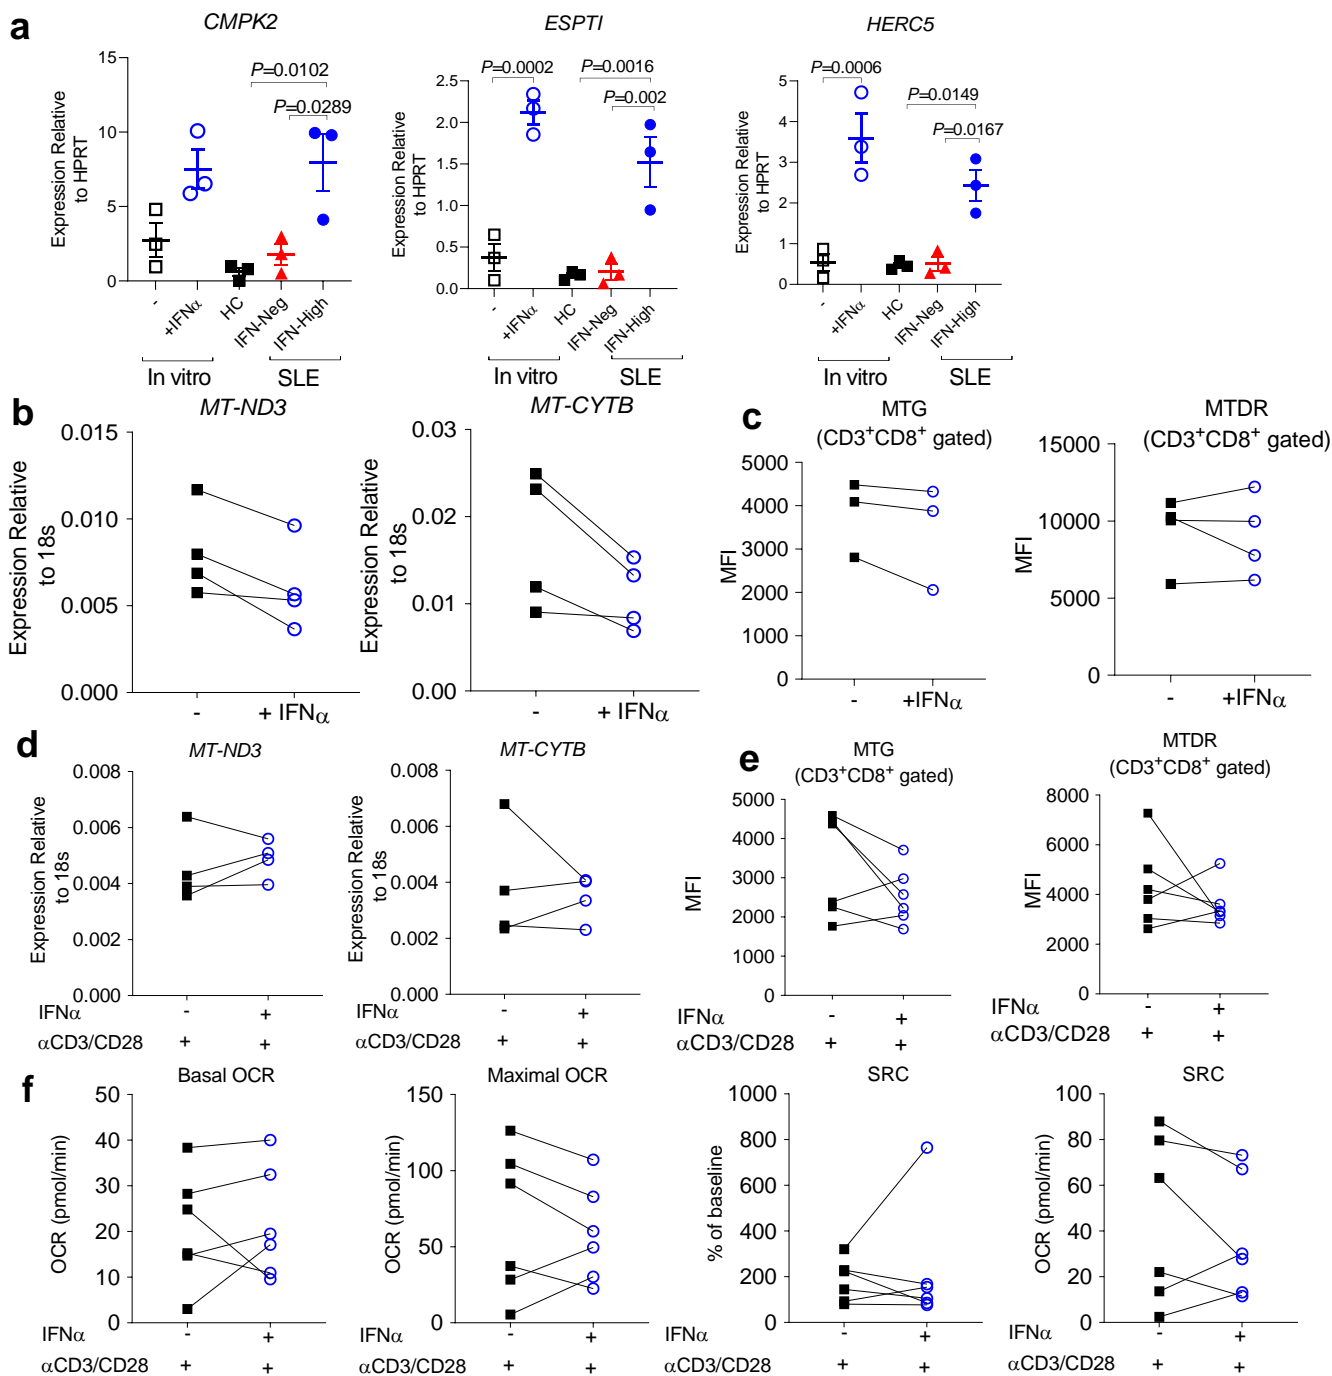 a
CMPK2
ESPTI
HERC5
Expression Relative
to HPRT
15
10
5
0
P=0.0102
P=0.0289
-
+IFNα
HC
IFN-Neg
IFN-High
In vitro
SLE
Expression Relative
to HPRT
2.5
2.0
1.5
1.0
0.5
0.0
P=0.0002
P=0.0016
P=0.002
-
+IFNα
HC
IFN-Neg
IFN-High
In vitro
SLE
Expression Relative
to HPRT
5
4
3
2
1
0
P=0.0006
P=0.0149
P=0.0167
-
+IFNα
HC
IFN-Neg
IFN-High
In vitro
SLE
b
MT-ND3
Expression Relative
to 18s
0.015
0.010
0.005
0.000
-
+ IFNα
MT-CYTB
Expression Relative
to 18s
0.03
0.02
0.01
0.00
-
+ IFNα
c
MTG
(CD3+CD8+ gated)
MFI
5000
4000
3000
2000
1000
0
-
+IFNα
MTDR
(CD3+CD8+ gated)
MFI
15000
10000
5000
0
-
+IFNα
d
MT-ND3
Expression Relative
to 18s
0.008
0.006
0.004
0.002
0.000
IFNα
-
+
αCD3/CD28
+
+
MT-CYTB
Expression Relative
to 18s
0.008
0.006
0.004
0.002
0.000
IFNα
-
+
αCD3/CD28
+
+
e
MTG
(CD3+CD8+ gated)
MFI
5000
4000
3000
2000
1000
0
IFNα
-
+
αCD3/CD28
+
+
MTDR
(CD3+CD8+ gated)
MFI
8000
6000
4000
2000
0
IFNα
-
+
αCD3/CD28
+
+
f
Basal OCR
OCR (pmol/min)
50
40
30
20
10
0
IFNα
-
+
αCD3/CD28
+
+
Maximal OCR
OCR (pmol/min)
150
100
50
0
IFNα
-
+
αCD3/CD28
+
+
SRC
% of baseline
1000
800
600
400
200
0
IFNα
-
+
αCD3/CD28
+
+
SRC
OCR (pmol/min)
100
80
60
40
20
0
IFNα
-
+
αCD3/CD28
+
+